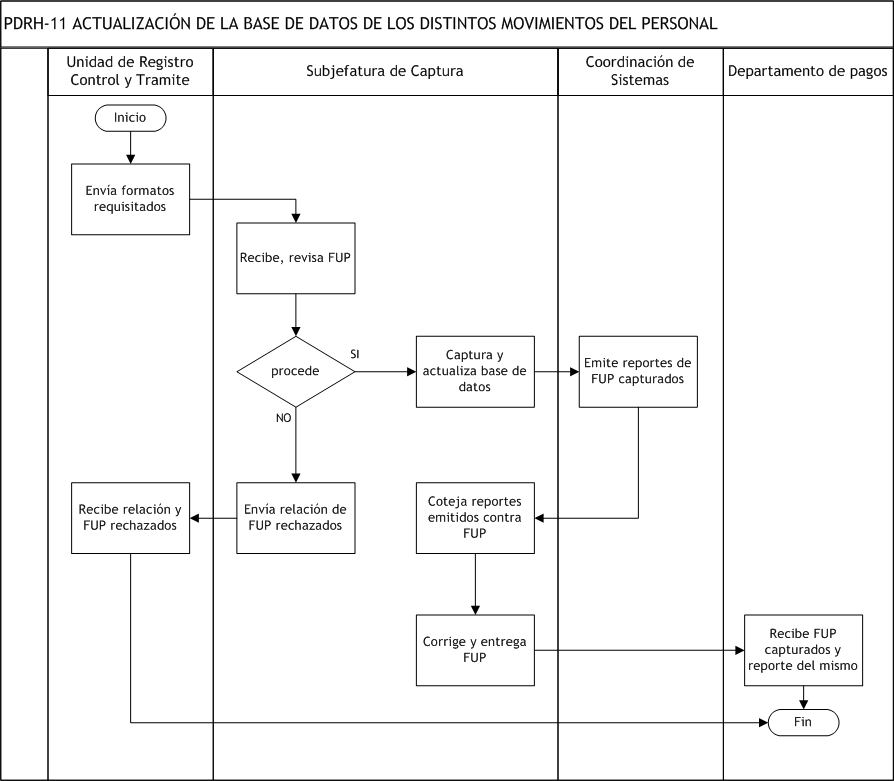 PDRH-11 ACTUALIZACIÓN DE LA BASE DE DATOS DE LOS DISTINTOS MOVIMIENTOS DEL PERSONAL
Unidad de Registro
Control y Tramite
Subjefatura de Captura
Coordinación de
Sistemas
Departamento de pagos
Inicio
Envía formatos
requisitados
Recibe, revisa FUP
procede
SI
NO
Captura y
actualiza base de
datos
Emite reportes de
FUP capturados
Recibe relación y
FUP rechazados
Envía relación de
FUP rechazados
Coteja reportes
emitidos contra
FUP
Corrige y entrega
FUP
Recibe FUP
capturados y
reporte del mismo
Fin